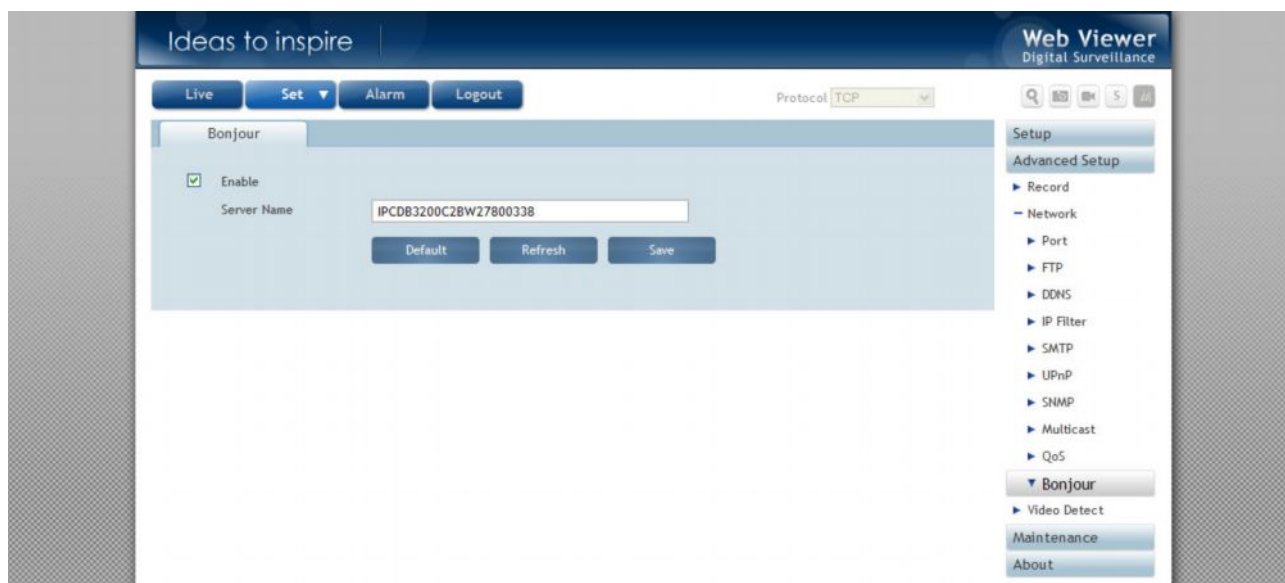 Ideas to inspire
Web Viewer
Digital Surveillance
Live
Set
Alarm
Logout
Protocol TCP
S
M
Bonjour
Enable
Server Name IPCDB3200C2BW27800338
Default
Refresh
Save
Setup
Advanced Setup
Record
Network
Port
FTP
DDNS
IP Filter
SMTP
UPnP
SNMP
Multicast
QoS
Bonjour
Video Detect
Maintenance
About